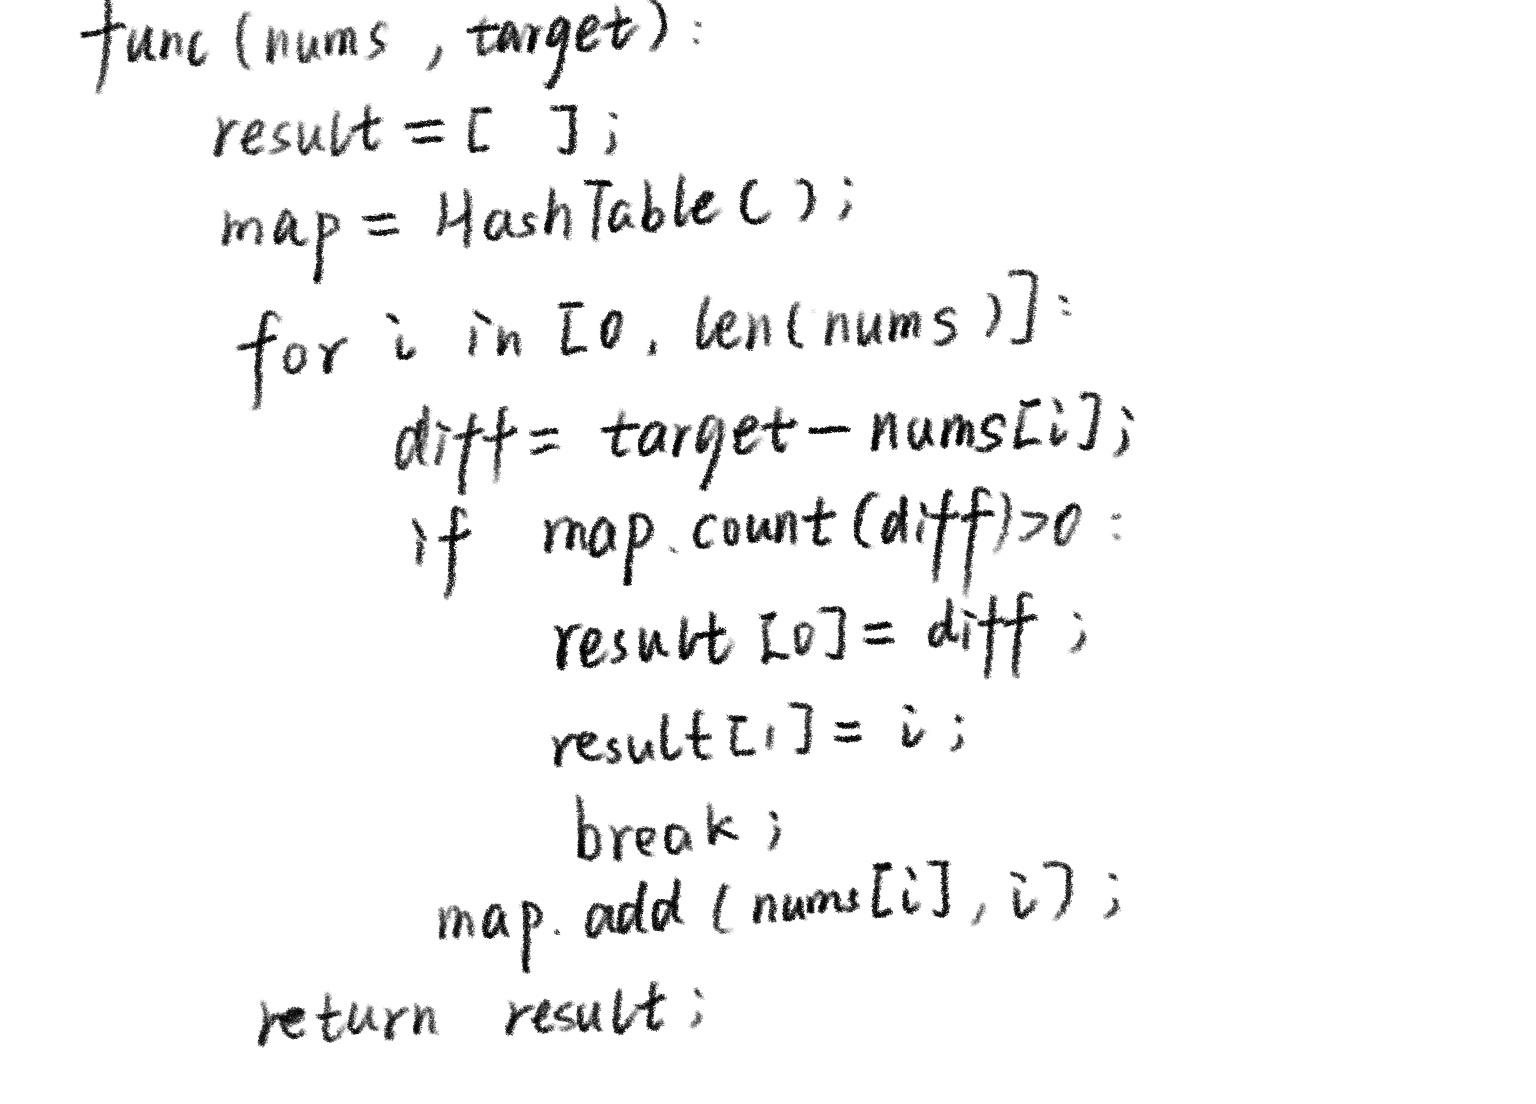 func (nums , target) :
result = [ ] ;
map = HashTable ( ) ;
for i in [0, len(nums)] :
diff = target - nums[i] ;
if map.count(diff)>0 :
result [0] = diff ;
result [1] = i ;
break ;
map.add (nums[i], i) ;
return result ;